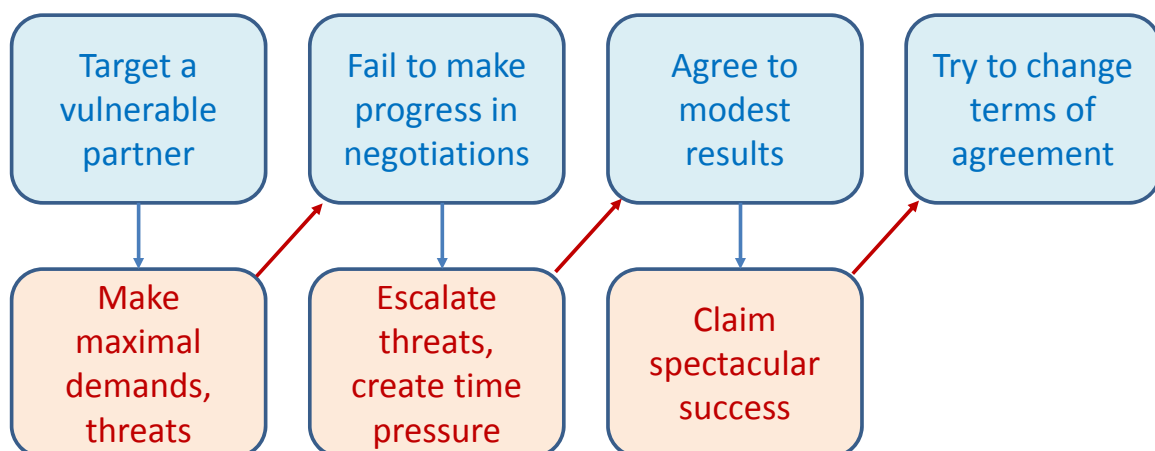 Target a
vulnerable
partner
Fail to make
progress in
negotiations
Agree to
modest
results
Try to change
terms of
agreement
Make
maximal
demands,
threats
Escalate
threats,
create time
pressure
Claim
spectacular
success